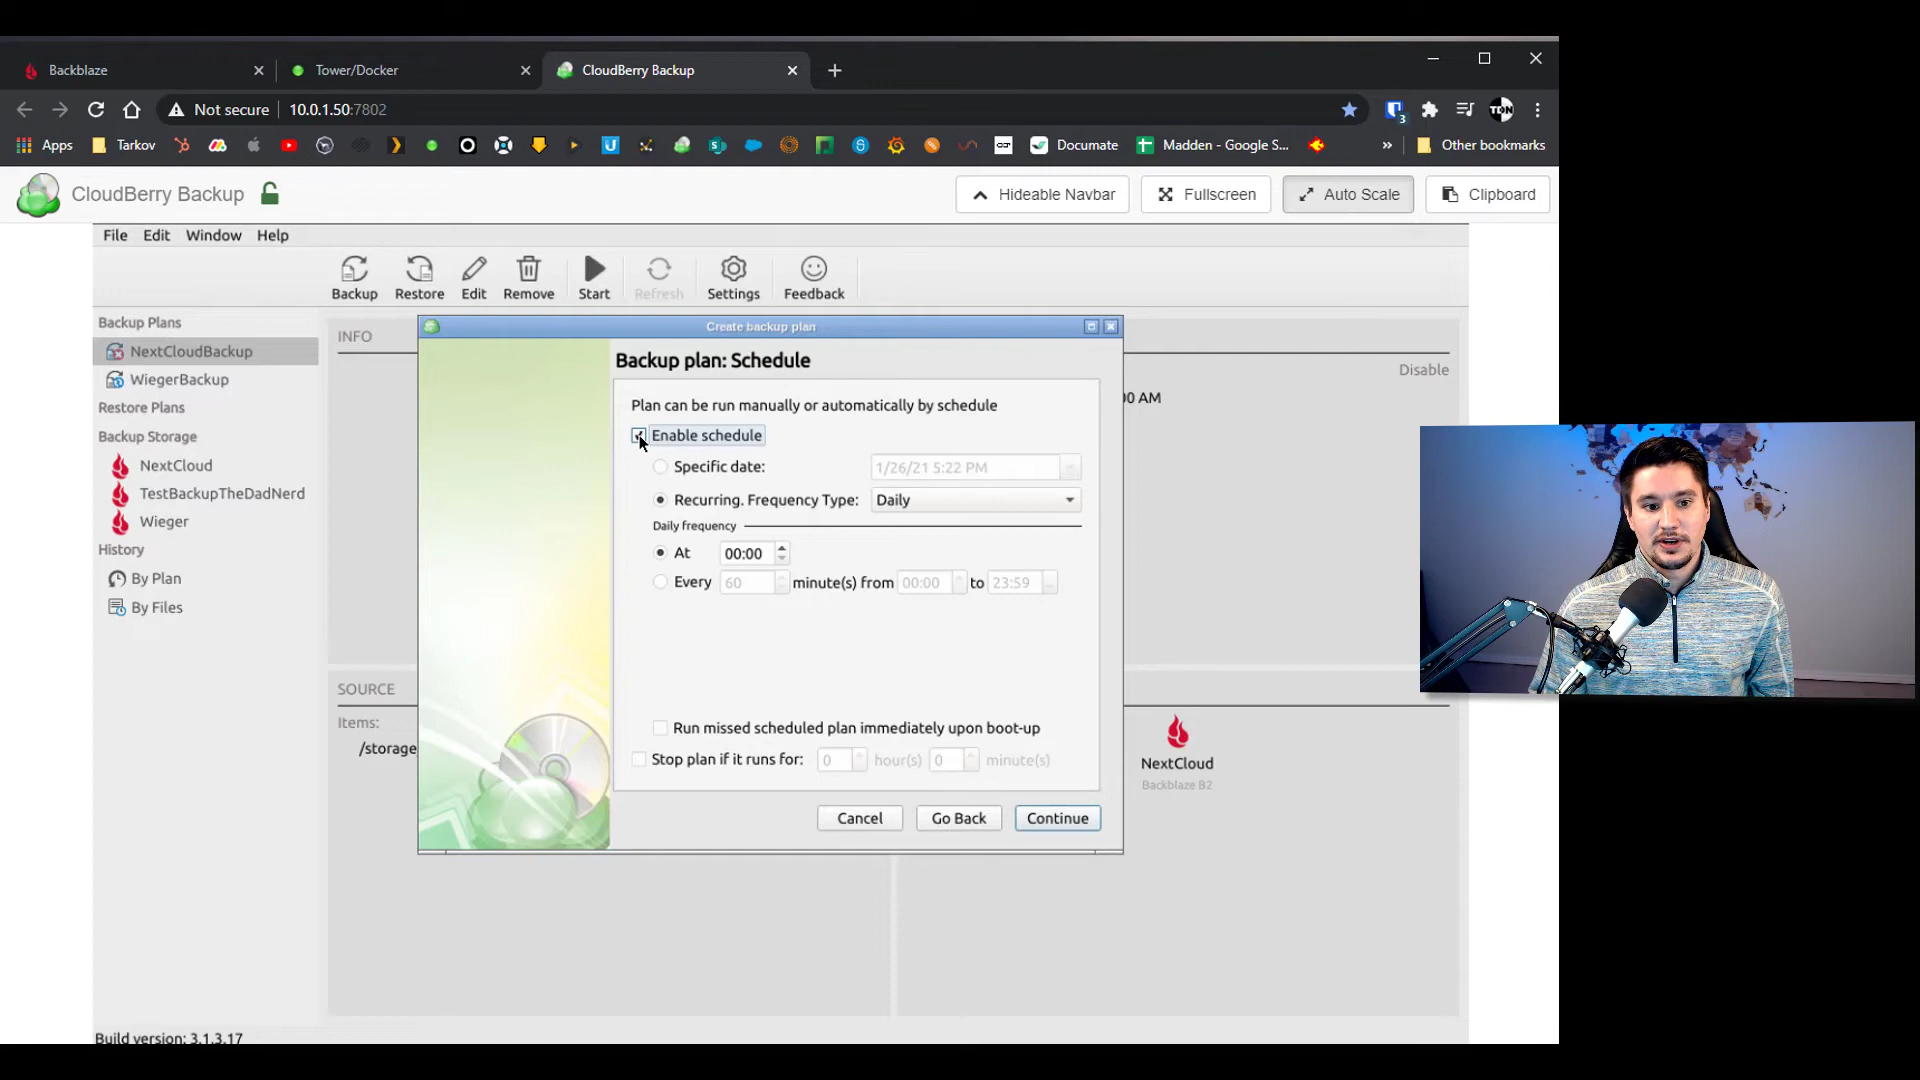 Backblaze
Tower/Docker
CloudBerry Backup
Not secure 10.0.1.50:7802
3
TDN
Apps
Tarkov
U
Documate
Madden - Google S...
»
Other bookmarks
CloudBerry Backup
Hideable Navbar
Fullscreen
Auto Scale
Clipboard
File Edit Window Help
Backup Restore Edit Remove Start Refresh Settings Feedback
Backup Plans
NextCloudBackup
WiegerBackup
Restore Plans
Backup Storage
NextCloud
TestBackupTheDadNerd
Wieger
History
By Plan
By Files
INFO
Disable
00 AM
Create backup plan
Backup plan: Schedule
Plan can be run manually or automatically by schedule
Enable schedule
Specific date: 1/26/21 5:22 PM
Recurring. Frequency Type: Daily
Daily frequency
At 00:00
Every 60 minute(s) from 00:00 to 23:59
Run missed scheduled plan immediately upon boot-up
Stop plan if it runs for: 0 hour(s) 0 minute(s)
Cancel Go Back Continue
SOURCE
Items:
/storage
NextCloud
Backblaze B2
Build version: 3.1.3.17